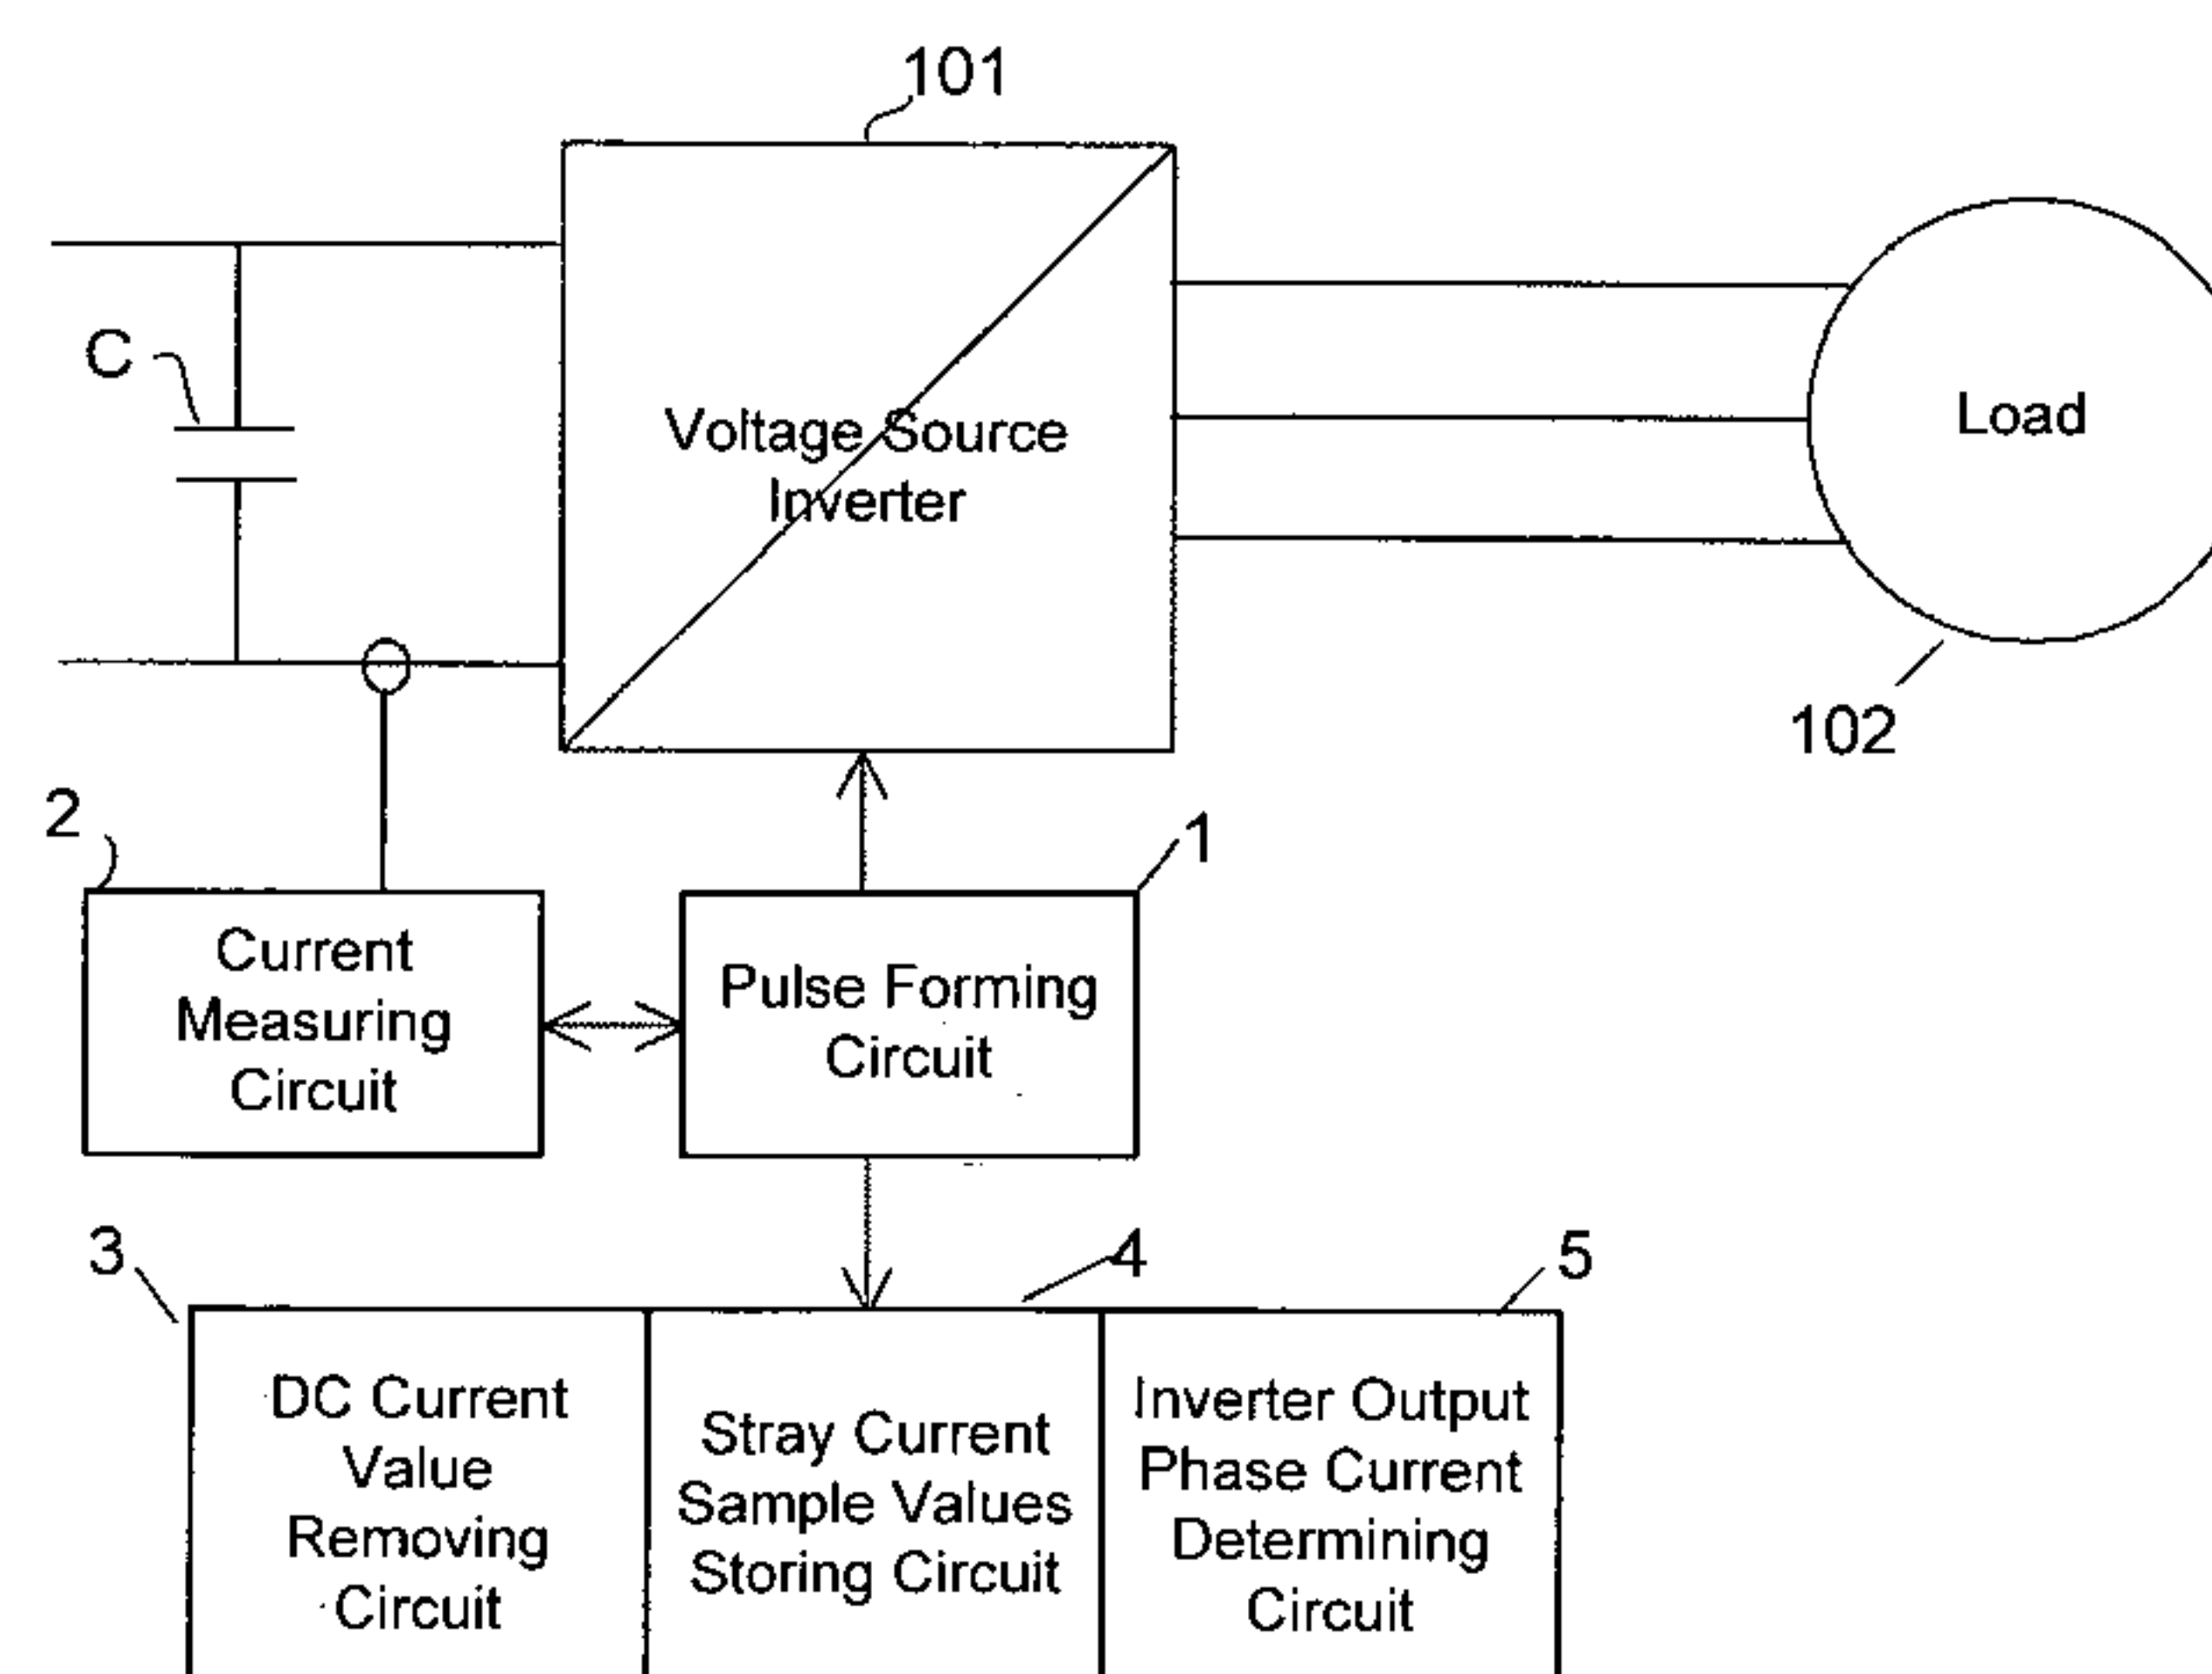 101
C
Voltage Source
Inverter
Load
102
2
1
Current
Measuring
Circuit
Pulse Forming
Circuit
3
4
5
DC Current
Value
Removing
Circuit
Stray Current
Sample Values
Storing Circuit
Inverter Output
Phase Current
Determining
Circuit